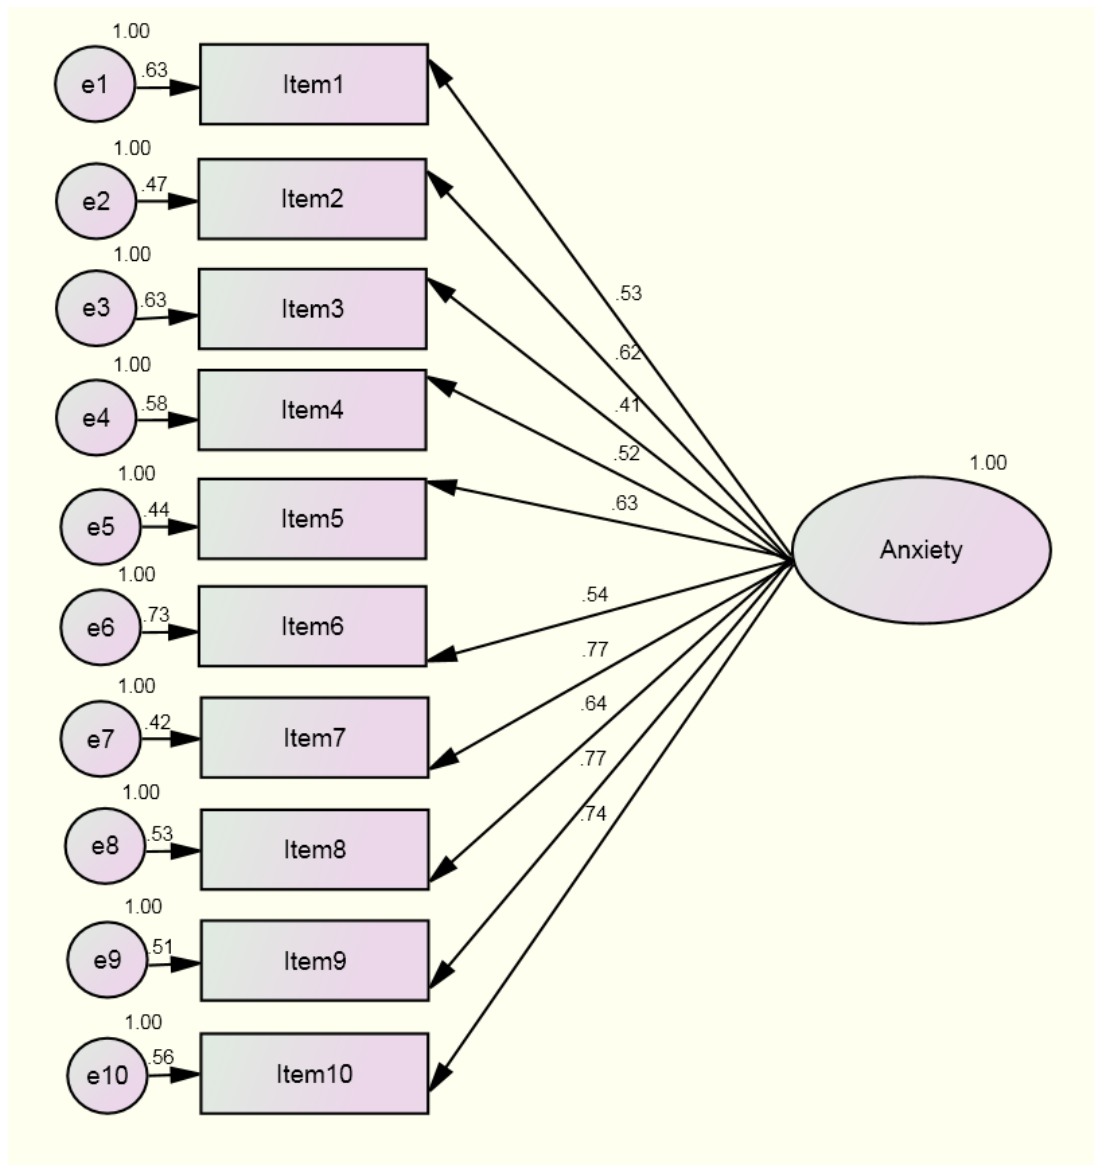 1.00
e1
.63
Item1
1.00
e2
.47
Item2
1.00
e3
.63
Item3
1.00
e4
.58
Item4
1.00
e5
.44
Item5
1.00
e6
.73
Item6
1.00
e7
.42
Item7
1.00
e8
.53
Item8
1.00
e9
.51
Item9
1.00
e10
.56
Item10
.53
.62
.41
.52
.63
.54
.77
.64
.77
.74
1.00
Anxiety